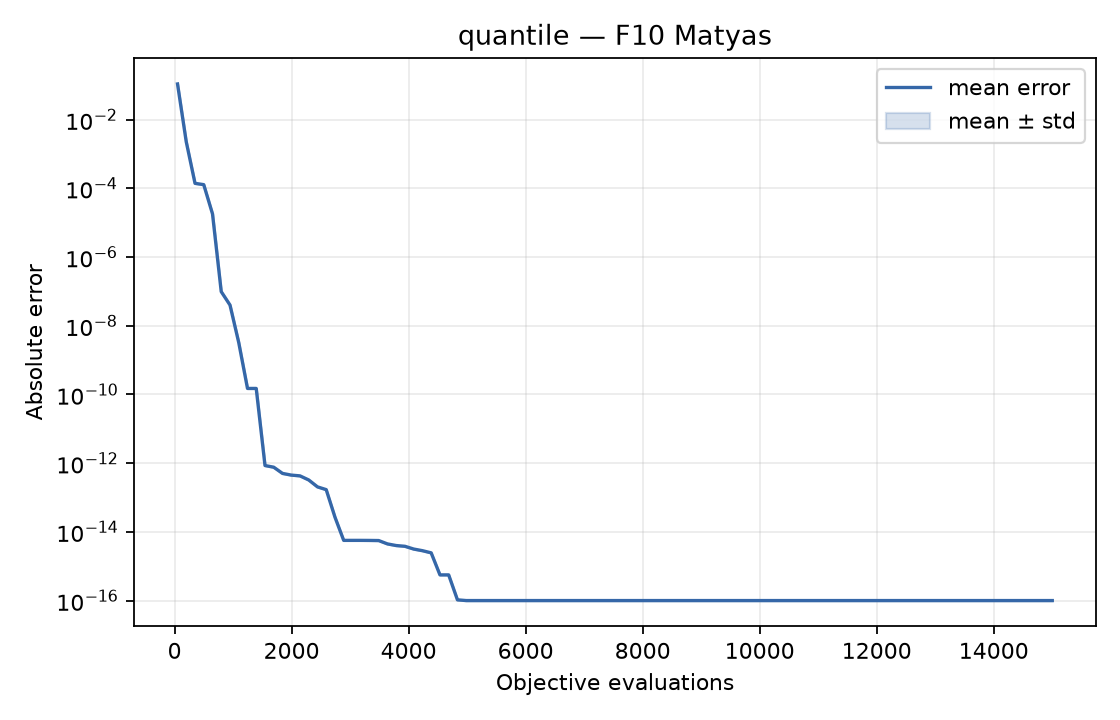 quantile — F10 Matyas
mean error
mean ± std
Absolute error
10⁻²
10⁻⁴
10⁻⁶
10⁻⁸
10⁻¹⁰
10⁻¹²
10⁻¹⁴
10⁻¹⁶
0 2000 4000 6000 8000 10000 12000 14000
Objective evaluations